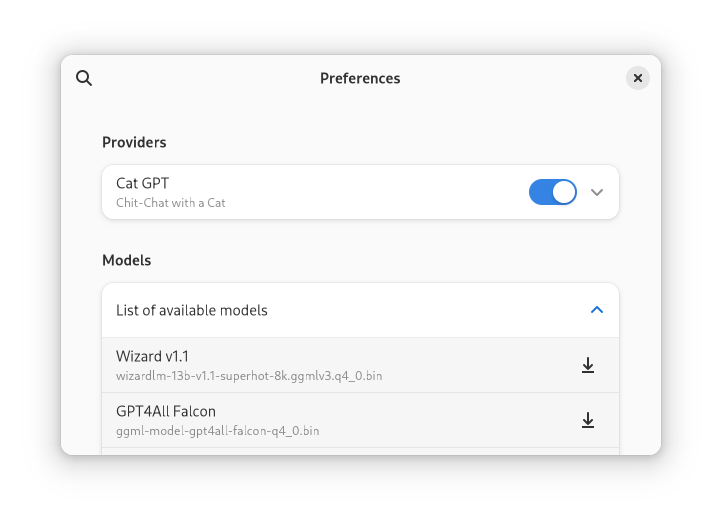 Preferences
Providers
Cat GPT
Chit-Chat with a Cat
Models
List of available models
Wizard v1.1
wizardlm-13b-v1.1-superhot-8k.ggmlv3.q4_0.bin
GPT4All Falcon
ggml-model-gpt4all-falcon-q4_0.bin